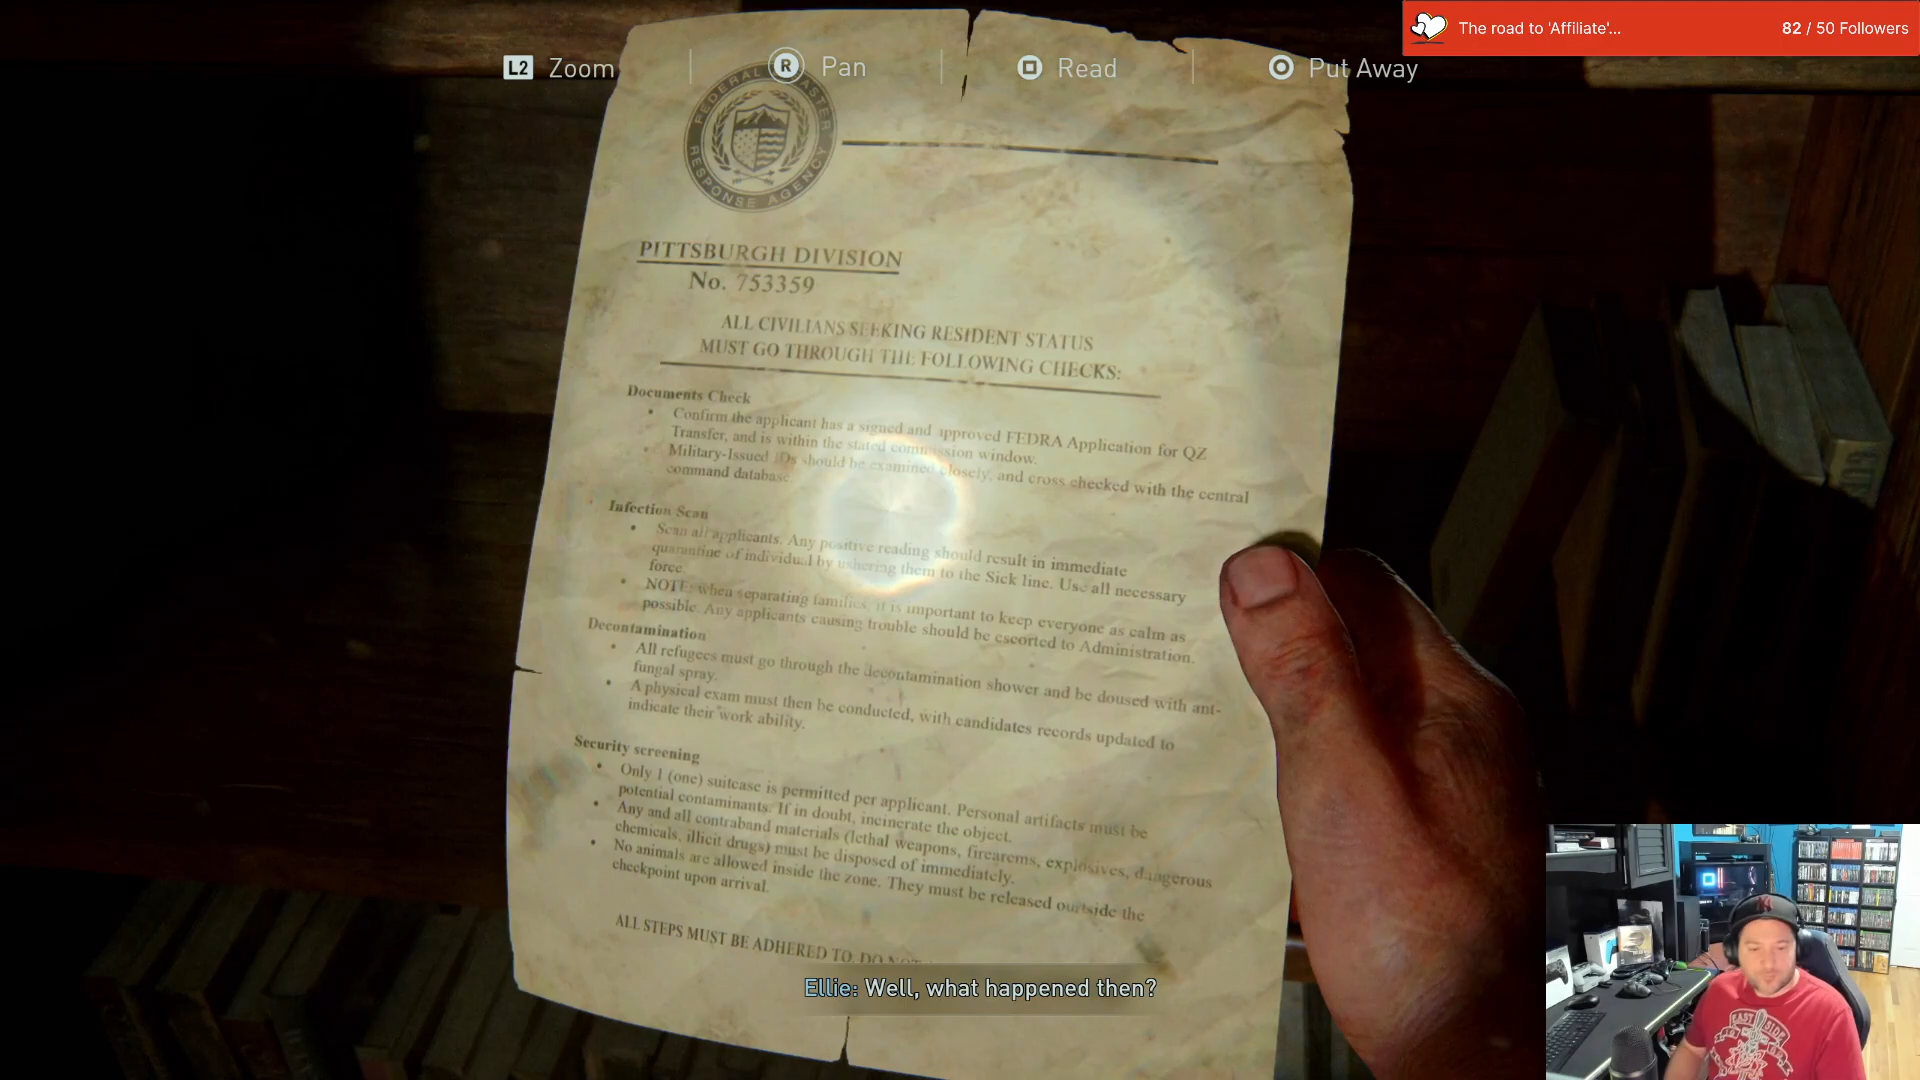 The road to 'Affiliate'... 82 / 50 Followers
L2 Zoom R Pan Read Put Away
FEDERAL DISASTER RESPONSE AGENCY
PITTSBURGH DIVISION
No. 753359
ALL CIVILIANS SEEKING RESIDENT STATUS
MUST GO THROUGH THE FOLLOWING CHECKS:
Documents Check
• Confirm the applicant has a signed and approved FEDRA Application for QZ
Transfer, and is within the stated commission window.
• Military-Issued IDs should be examined closely, and cross checked with the central
command database.
Infection Scan
• Scan all applicants. Any positive reading should result in immediate
quarantine of individual by ushering them to the Sick line. Use all necessary
force.
• NOTE: when separating families, it is important to keep everyone as calm as
possible. Any applicants causing trouble should be escorted to Administration.
Decontamination
• All refugees must go through the decontamination shower and be doused with ant-
fungal spray.
• A physical exam must then be conducted, with candidates records updated to
indicate their work ability.
Security screening
• Only 1 (one) suitcase is permitted per applicant. Personal artifacts must be
potential contaminants. If in doubt, incinerate the object.
• Any and all contraband materials (lethal weapons, firearems, explosives, dangerous
chemicals, illicit drugs) must be disposed of immediately.
• No animals are allowed inside the zone. They must be released ourtside the
checkpoint upon arrival.
ALL STEPS MUST BE ADHERED TO. DO NOT
Ellie: Well, what happened then?
EAST SIDE